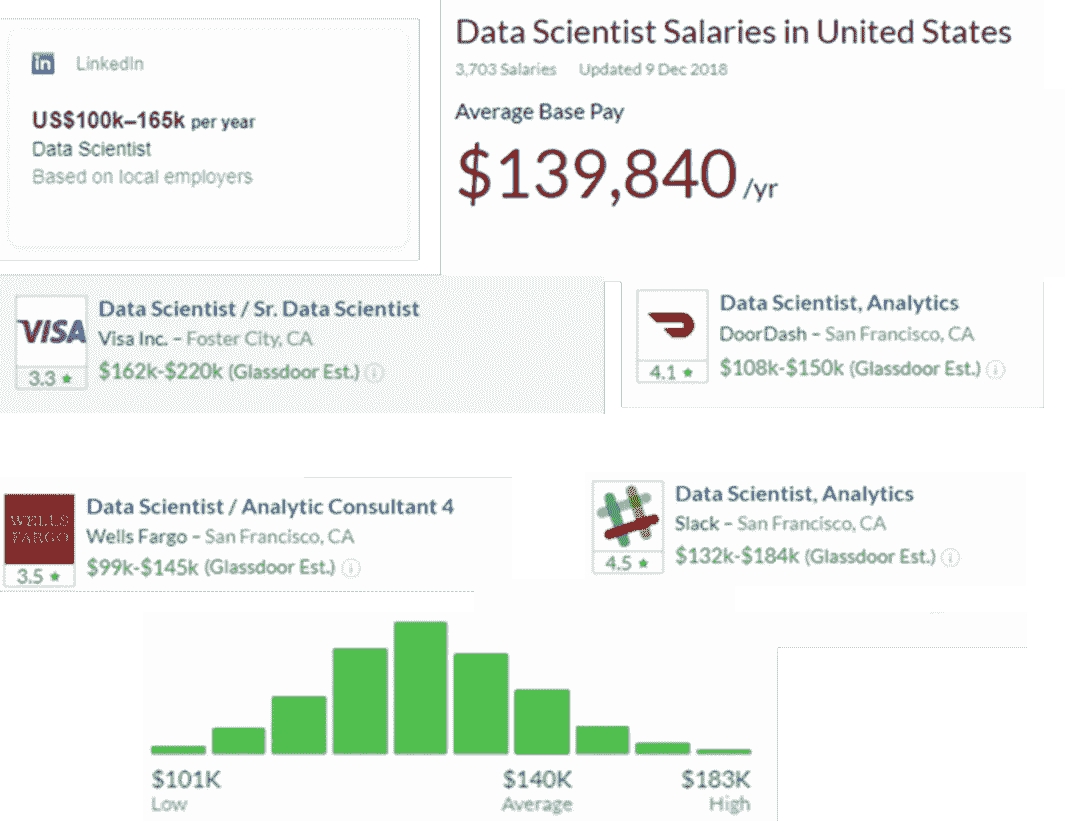 in LinkedIn
US$100k–165k per year
Data Scientist
Based on local employers
Data Scientist Salaries in United States
3,703 Salaries Updated 9 Dec 2018
Average Base Pay
$139,840 /yr
VISA
3.3 ★
Data Scientist / Sr. Data Scientist
Visa Inc. – Foster City, CA
$162k-$220k (Glassdoor Est.)
4.1 ★
Data Scientist, Analytics
DoorDash – San Francisco, CA
$108k-$150k (Glassdoor Est.)
WELLS
FARGO
3.5 ★
Data Scientist / Analytic Consultant 4
Wells Fargo – San Francisco, CA
$99k-$145k (Glassdoor Est.)
4.5 ★
Data Scientist, Analytics
Slack – San Francisco, CA
$132k-$184k (Glassdoor Est.)
$101K $140K $183K
Low Average High